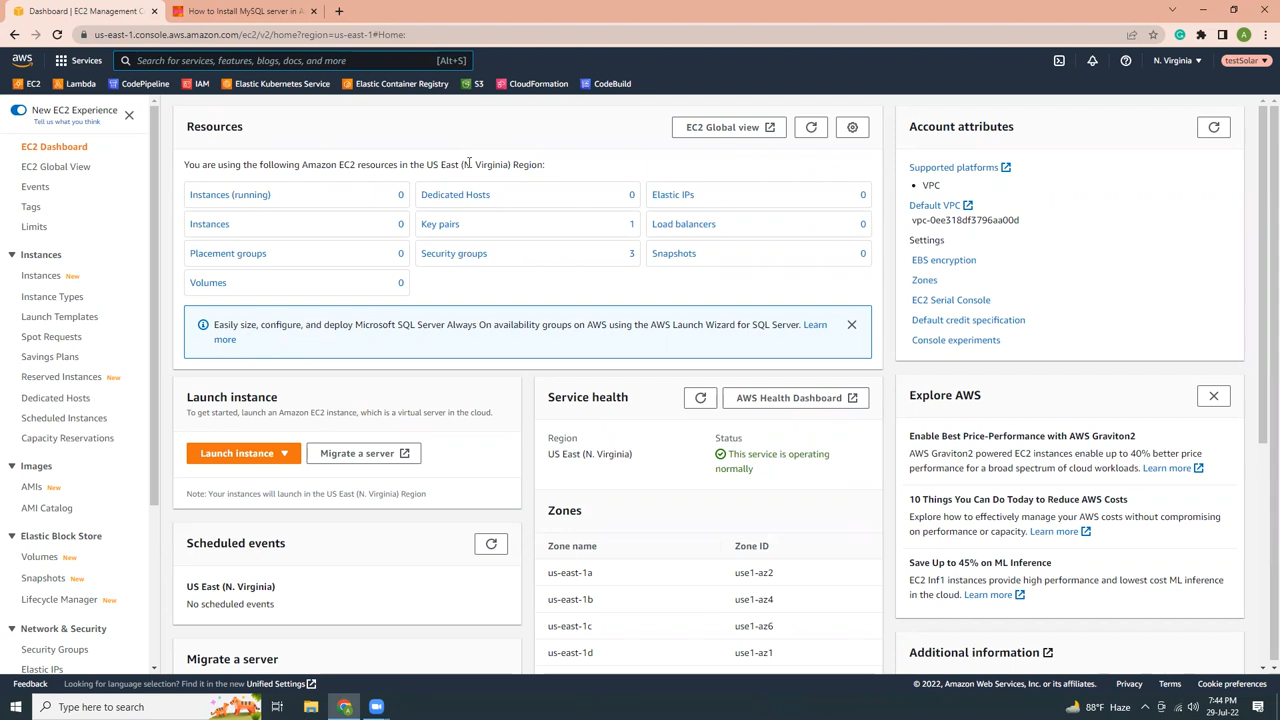 Dashboard | EC2 Management C
How to Install MySQL server in A
us-east-1.console.aws.amazon.com/ec2/v2/home?region=us-east-1#Home:
A
aws
Services
Search for services, features, blogs, docs, and more
[Alt+S]
N. Virginia
testSolar
EC2
Lambda
CodePipeline
IAM
Elastic Kubernetes Service
Elastic Container Registry
S3
CloudFormation
CodeBuild
New EC2 Experience
Tell us what you think
EC2 Dashboard
EC2 Global View
Events
Tags
Limits
Instances
Instances New
Instance Types
Launch Templates
Spot Requests
Savings Plans
Reserved Instances New
Dedicated Hosts
Scheduled Instances
Capacity Reservations
Images
AMIs New
AMI Catalog
Elastic Block Store
Volumes New
Snapshots New
Lifecycle Manager New
Network & Security
Security Groups
Elastic IPs
Resources
EC2 Global view
You are using the following Amazon EC2 resources in the US East (N. Virginia) Region:
Instances (running) 0
Dedicated Hosts 0
Elastic IPs 0
Instances 0
Key pairs 1
Load balancers 0
Placement groups 0
Security groups 3
Snapshots 0
Volumes 0
Easily size, configure, and deploy Microsoft SQL Server Always On availability groups on AWS using the AWS Launch Wizard for SQL Server. Learn
more
Launch instance
To get started, launch an Amazon EC2 instance, which is a virtual server in the cloud.
Launch instance
Migrate a server
Note: Your instances will launch in the US East (N. Virginia) Region
Scheduled events
US East (N. Virginia)
No scheduled events
Migrate a server
Service health
AWS Health Dashboard
Region
US East (N. Virginia)
Status
This service is operating
normally
Zones
Zone name Zone ID
us-east-1a use1-az2
us-east-1b use1-az4
us-east-1c use1-az6
us-east-1d use1-az1
Account attributes
Supported platforms
• VPC
Default VPC
vpc-0ee318df3796aa00d
Settings
EBS encryption
Zones
EC2 Serial Console
Default credit specification
Console experiments
Explore AWS
Enable Best Price-Performance with AWS Graviton2
AWS Graviton2 powered EC2 instances enable up to 40% better price
performance for a broad spectrum of cloud workloads. Learn more
10 Things You Can Do Today to Reduce AWS Costs
Explore how to effectively manage your AWS costs without compromising
on performance or capacity. Learn more
Save Up to 45% on ML Inference
EC2 Inf1 instances provide high performance and lowest cost ML inference
in the cloud. Learn more
Additional information
Feedback
Looking for language selection? Find it in the new Unified Settings
© 2022, Amazon Web Services, Inc. or its affiliates.
Privacy
Terms
Cookie preferences
Type here to search
88°F Haze
7:44 PM
29-Jul-22